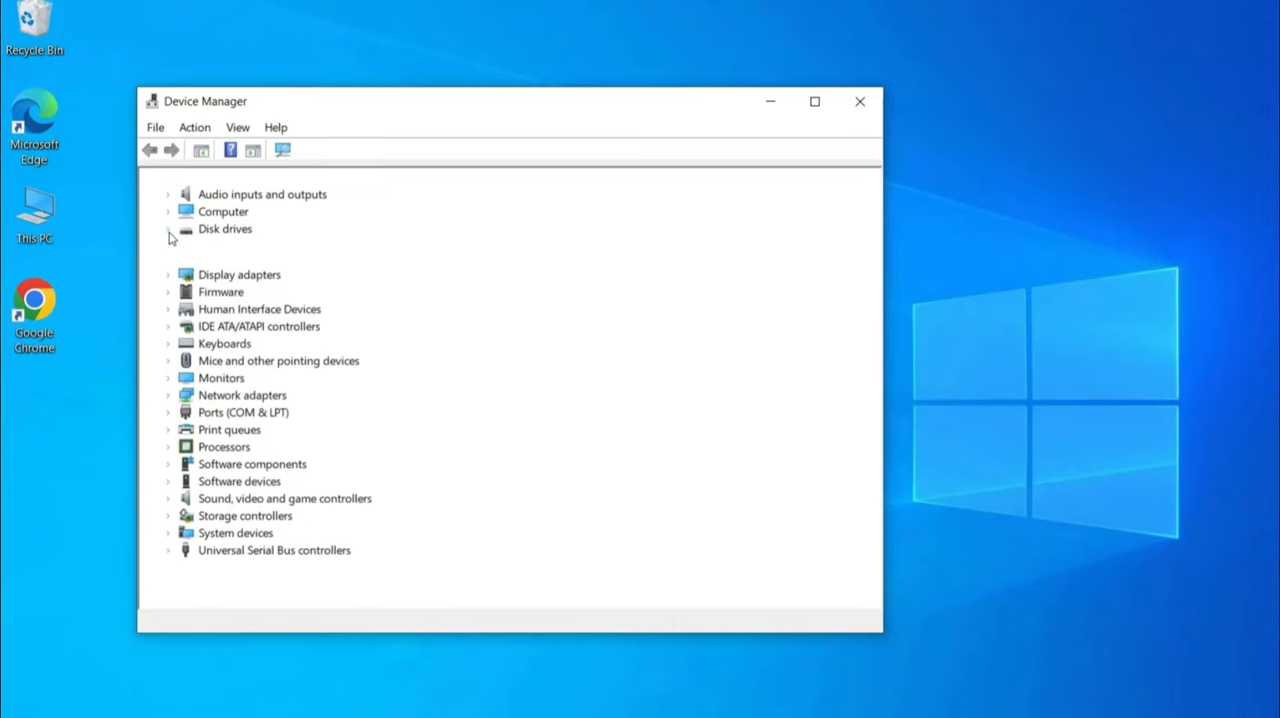 Recycle Bin
Microsoft
Edge
This PC
Google
Chrome
Device Manager
File Action View Help
Audio inputs and outputs
Computer
Disk drives
Display adapters
Firmware
Human Interface Devices
IDE ATA/ATAPI controllers
Keyboards
Mice and other pointing devices
Monitors
Network adapters
Ports (COM & LPT)
Print queues
Processors
Software components
Software devices
Sound, video and game controllers
Storage controllers
System devices
Universal Serial Bus controllers